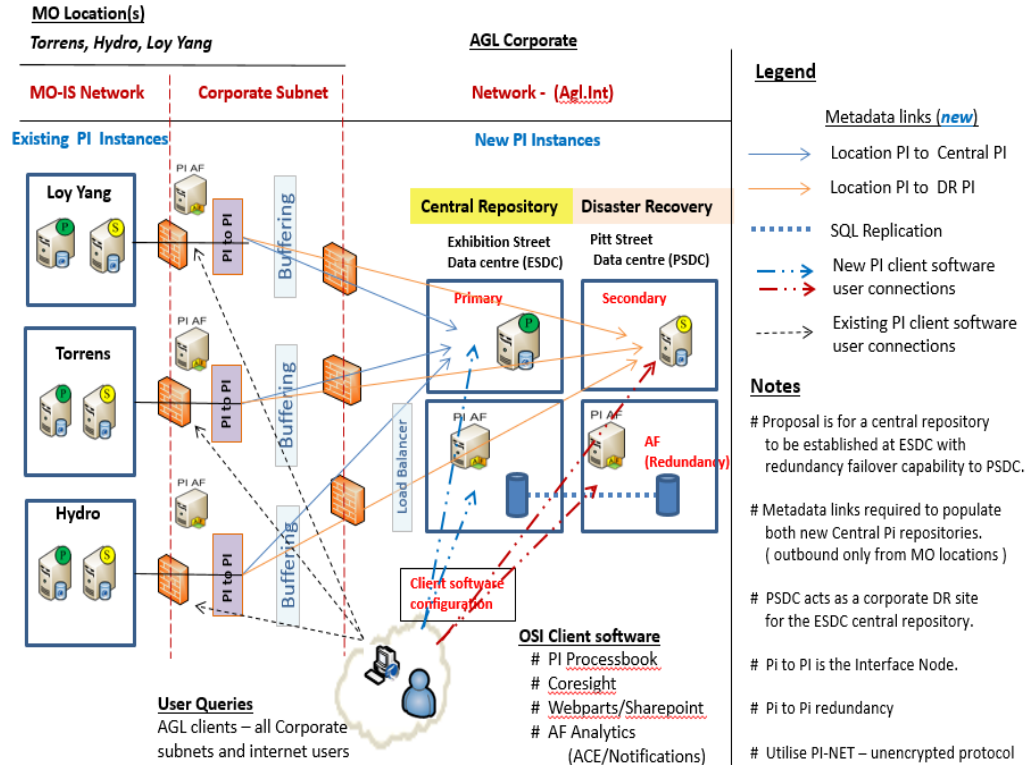 MO Location(s)
Torrens, Hydro, Loy Yang
AGL Corporate
MO-IS Network
Corporate Subnet
Network - (Agl.Int)
Existing PI Instances
New PI Instances
Loy Yang
P
S
PI AF
PI to PI
Buffering
Torrens
P
S
PI AF
PI to PI
Buffering
Hydro
P
S
PI AF
PI to PI
Buffering
Central Repository
Disaster Recovery
Exhibition Street
Data centre (ESDC)
Pitt Street
Data centre (PSDC)
Primary
P
Secondary
S
Load Balancer
PI AF
PI AF
AF
(Redundancy)
Client software
configuration
User Queries
AGL clients – all Corporate
subnets and internet users
OSI Client software
# PI Processbook
# Coresight
# Webparts/Sharepoint
# AF Analytics
(ACE/Notifications)
Legend
Metadata links (new)
Location PI to Central PI
Location PI to DR PI
SQL Replication
New PI client software
user connections
Existing PI client software
user connections
Notes
# Proposal is for a central repository
to be established at ESDC with
redundancy failover capability to PSDC.
# Metadata links required to populate
both new Central Pi repositories.
( outbound only from MO locations )
# PSDC acts as a corporate DR site
for the ESDC central repository.
# Pi to PI is the Interface Node.
# Pi to Pi redundancy
# Utilise PI-NET – unencrypted protocol